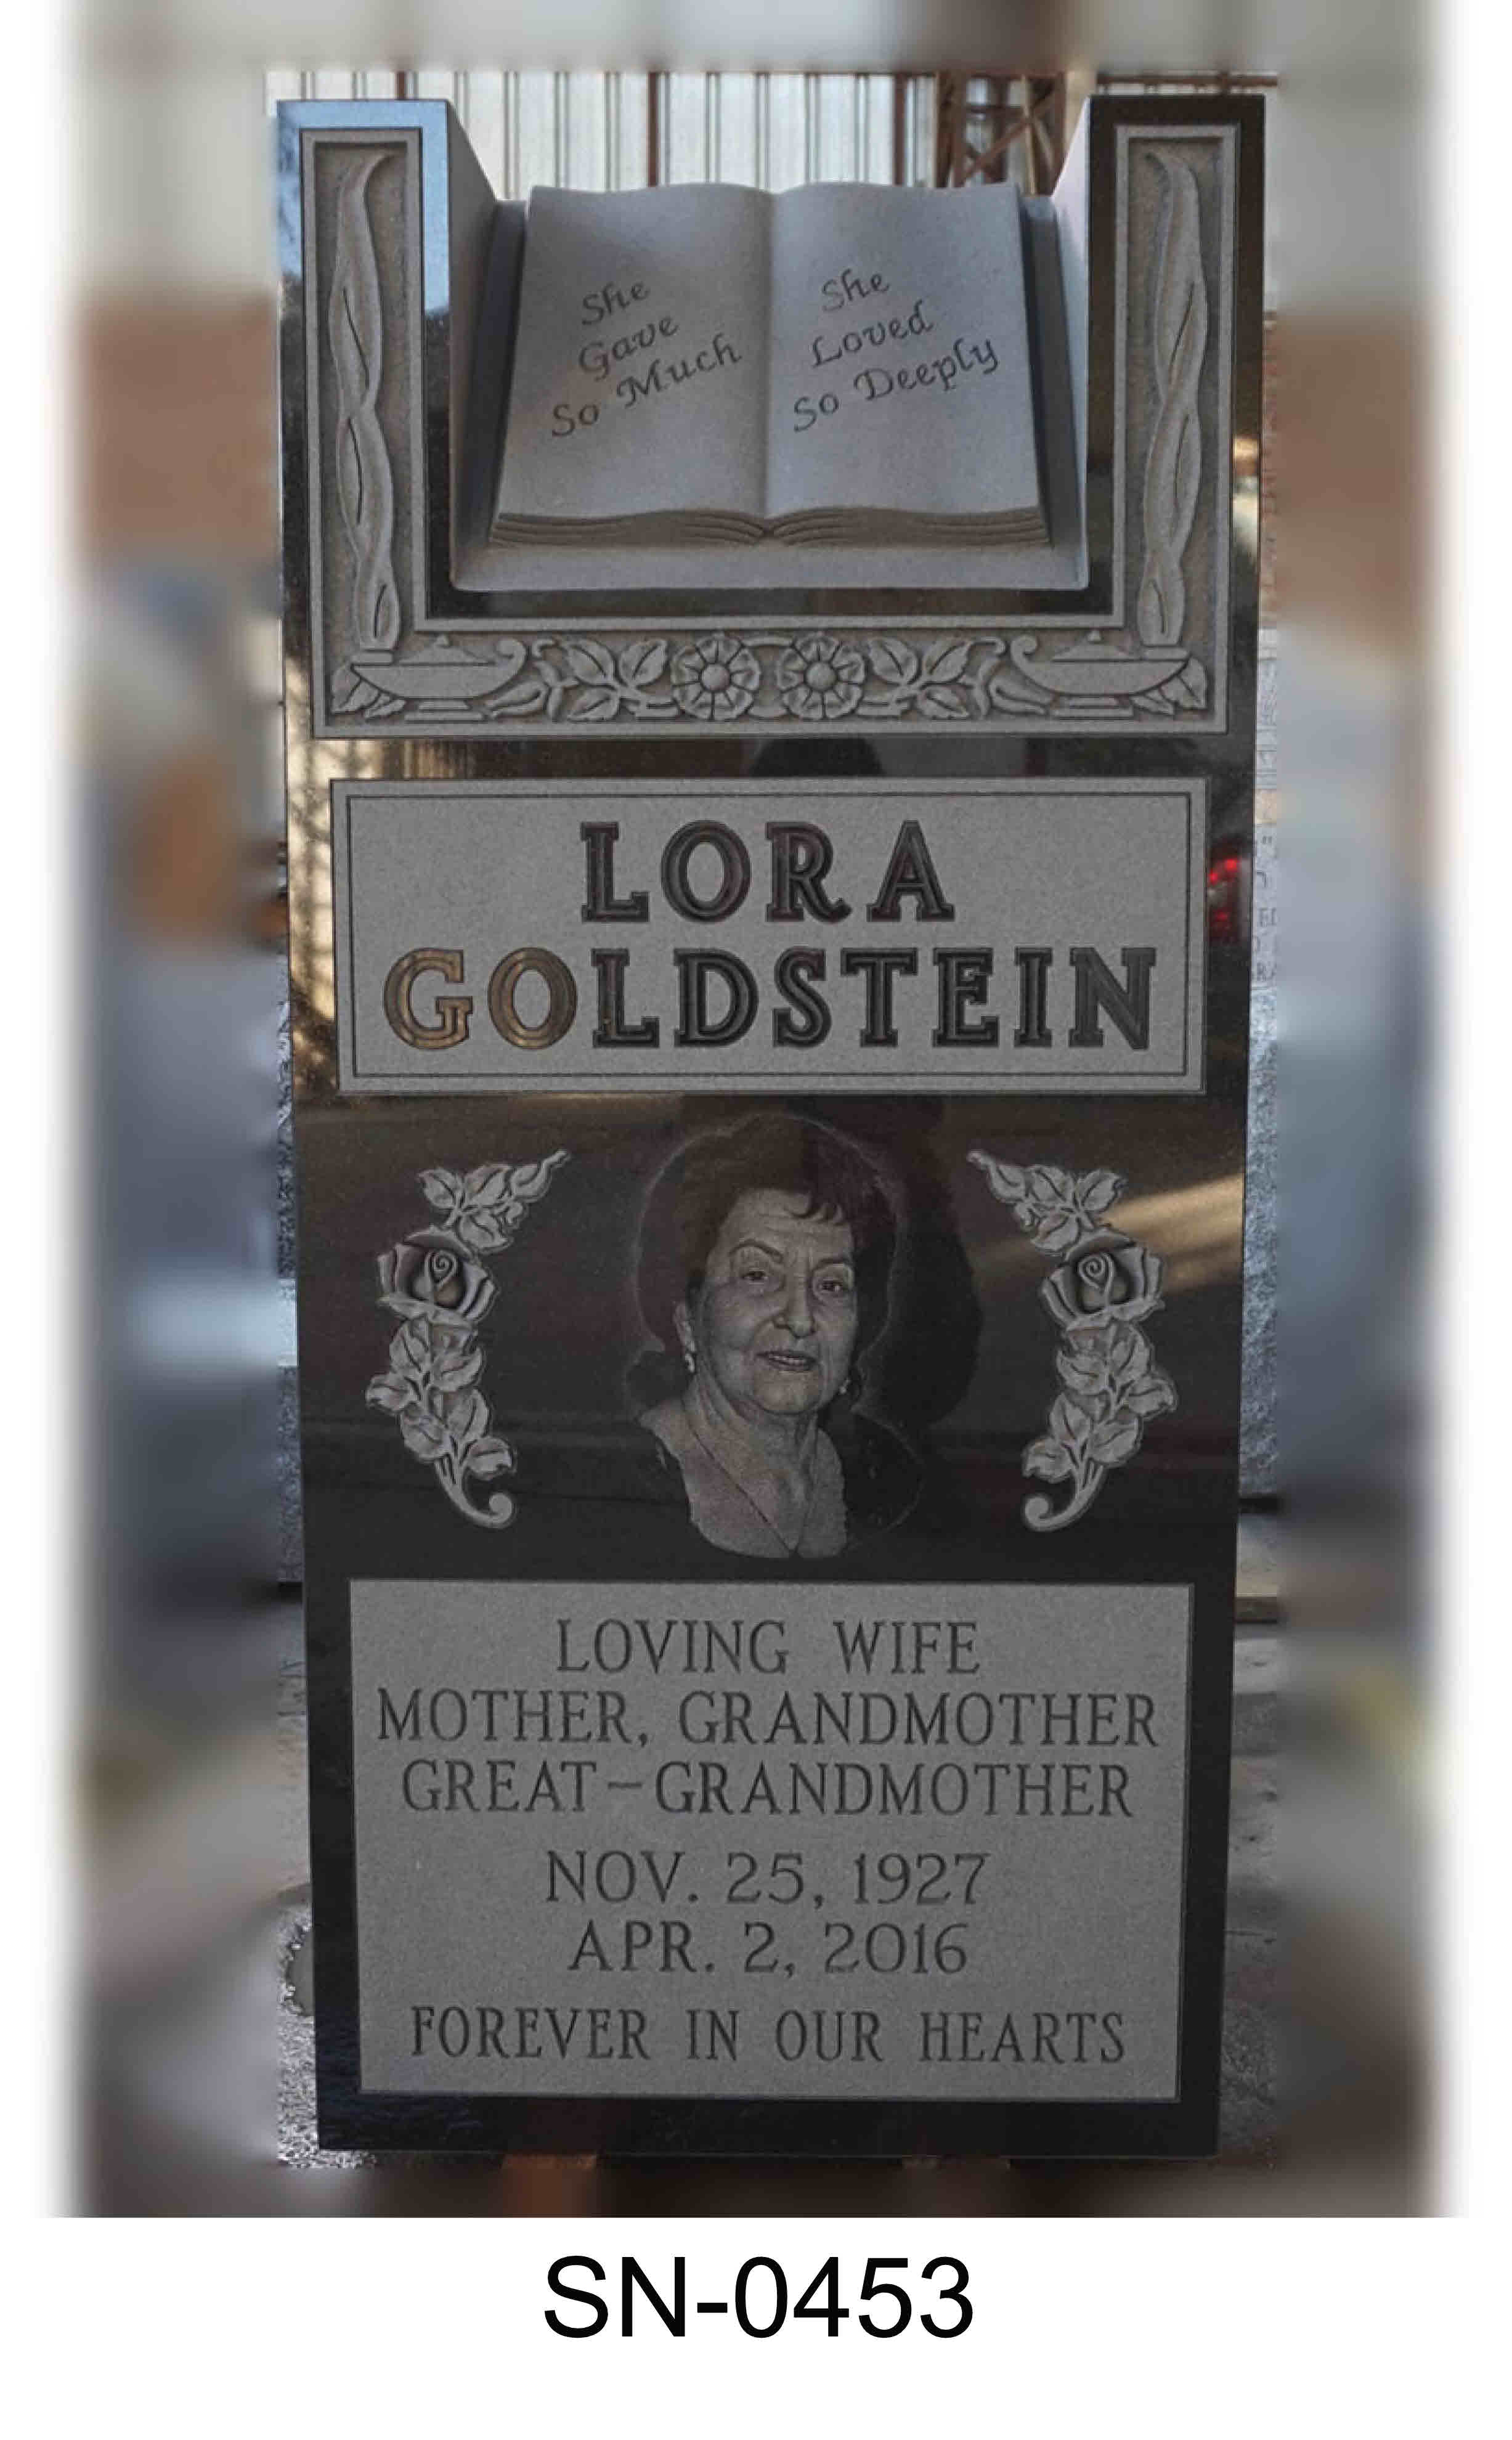 She
Gave
So Much
She
Loved
So Deeply
LORA
GOLDSTEIN
LOVING WIFE
MOTHER, GRANDMOTHER
GREAT-GRANDMOTHER
NOV. 25, 1927
APR. 2, 2016
FOREVER IN OUR HEARTS
SN-0453